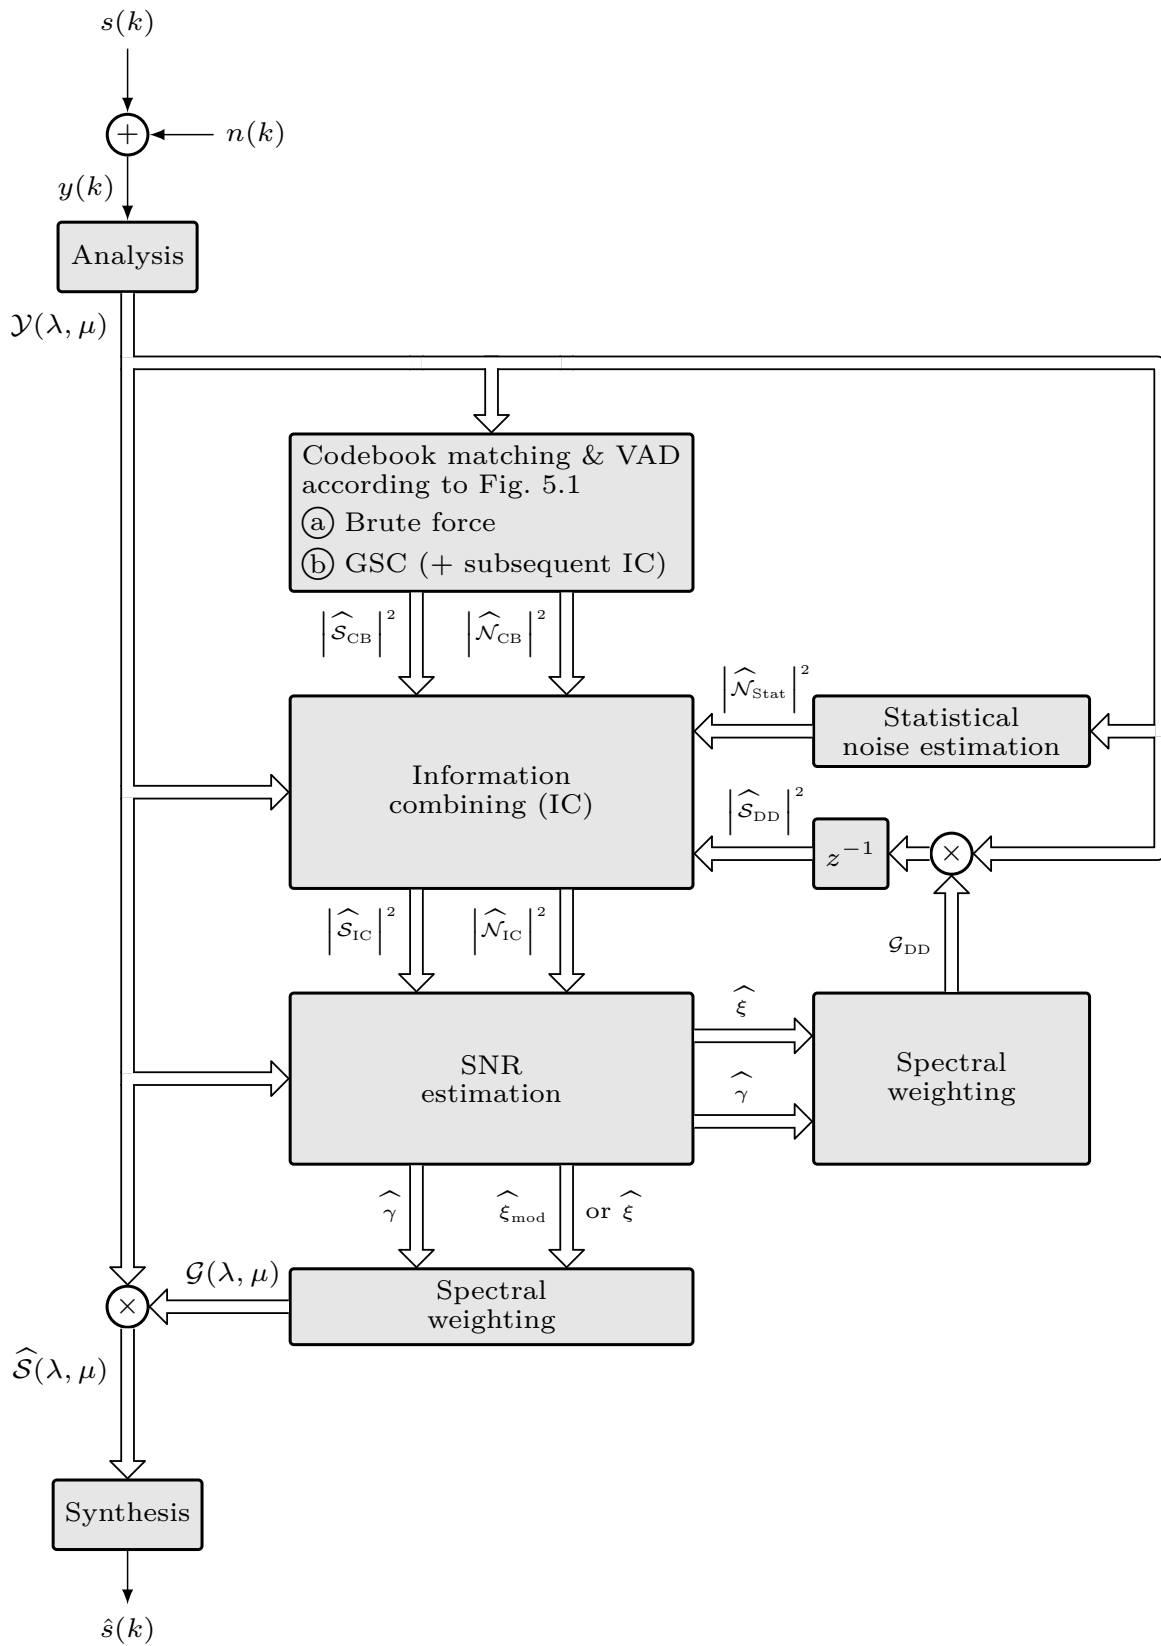 s(k)
+
n(k)
y(k)
Analysis
𝒴(λ, μ)
Codebook matching & VAD
according to Fig. 5.1
ⓐ Brute force
ⓑ GSC (+ subsequent IC)
|𝒮̂_CB|²
|𝒩̂_CB|²
|𝒩̂_Stat|²
Statistical
noise estimation
Information
combining (IC)
|𝒮̂_DD|²
z⁻¹
×
|𝒮̂_IC|²
|𝒩̂_IC|²
𝒢_DD
SNR
estimation
ξ̂
γ̂
Spectral
weighting
γ̂
ξ̂_mod or ξ̂
𝒢(λ, μ)
Spectral
weighting
×
𝒮̂(λ, μ)
Synthesis
ŝ(k)